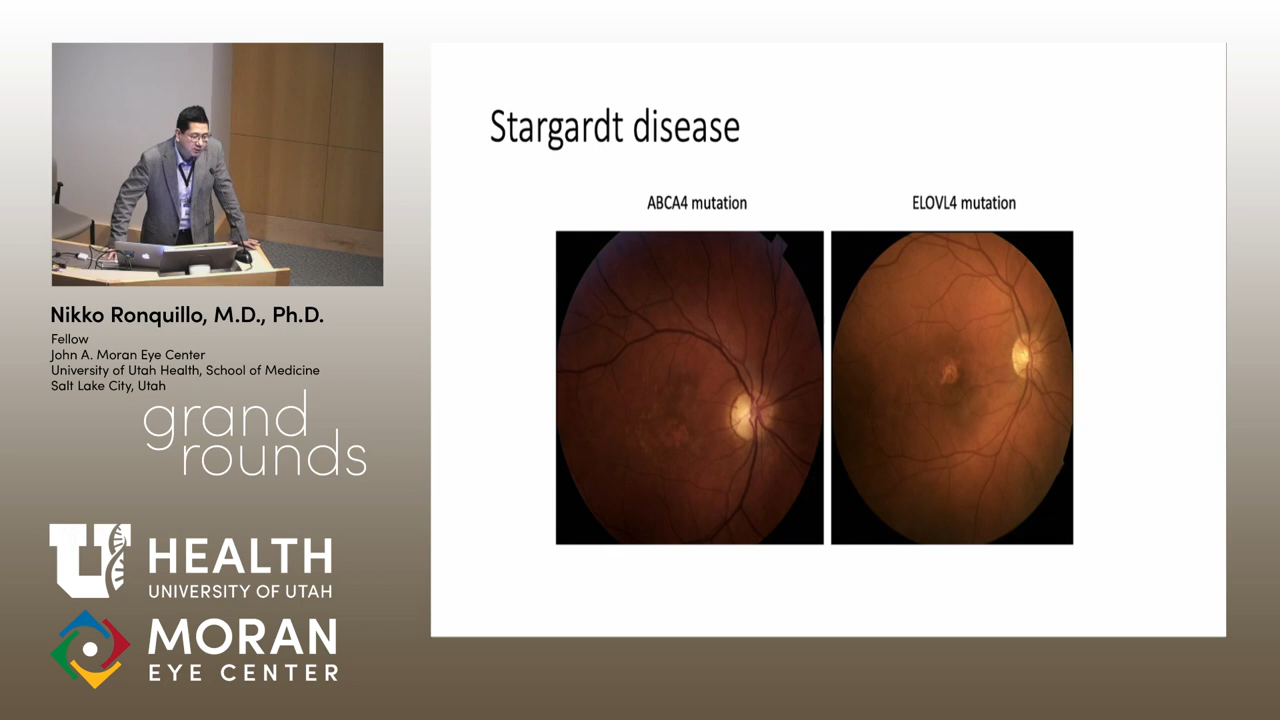 Stargardt disease
ABCA4 mutation
ELOVL4 mutation
Nikko Ronquillo, M.D., Ph.D.
Fellow
John A. Moran Eye Center
University of Utah Health, School of Medicine
Salt Lake City, Utah
grand
rounds
U HEALTH
UNIVERSITY OF UTAH
MORAN
EYE CENTER